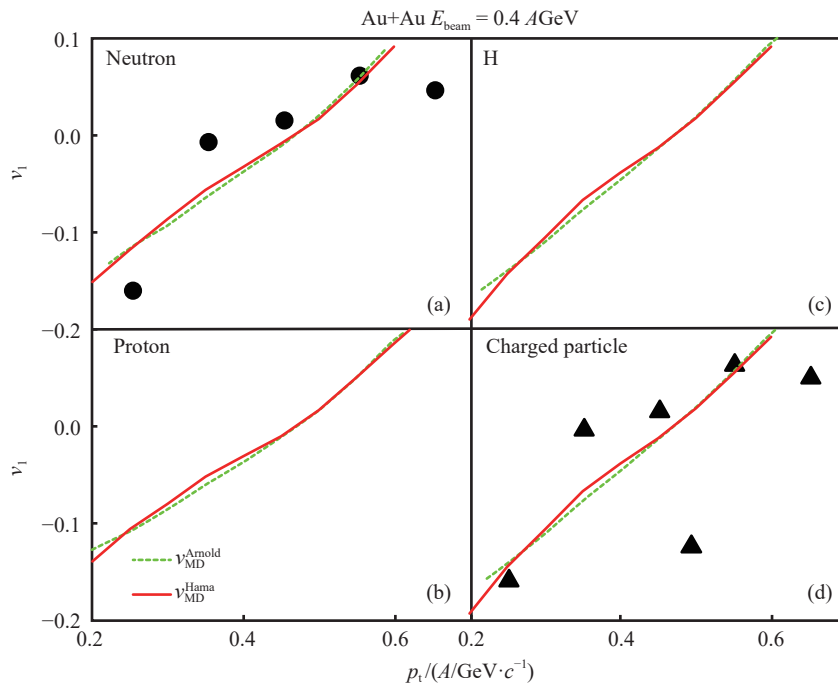 Au+Au E_beam = 0.4 AGeV
0.1
Neutron
H
0.0
v₁
−0.1
(a)
(c)
−0.2
Proton
Charged particle
0.0
v₁
−0.1
v_MD^Arnold
v_MD^Hama
(b)
(d)
−0.2
0.2
0.4
0.6
0.2
0.4
0.6
p_t/(A/GeV·c⁻¹)